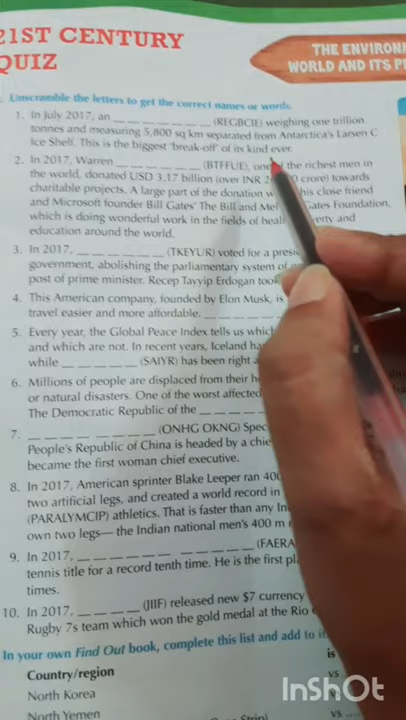 21ST CENTURY
QUIZ
THE ENVIRONM
WORLD AND ITS PE
Unscramble the letters to get the correct names or words.
1. In July 2017, an _ _ _ _ _ _ _ (REGBCIE) weighing one trillion
tonnes and measuring 5,800 sq km separated from Antarctica's Larsen C
Ice Shelf. This is the biggest 'break-off' of its kind ever.
2. In 2017, Warren _ _ _ _ _ _ _ (BTFFUE), one of the richest men in
the world, donated USD 3.17 billion (over INR 2 0 crore) towards
charitable projects. A large part of the donation w his close friend
and Microsoft founder Bill Gates' The Bill and Mel Gates Foundation,
which is doing wonderful work in the fields of heal verty and
education around the world.
3. In 2017, _ _ _ _ _ _ (TKEYUR) voted for a presi
government, abolishing the parliamentary system of
post of prime minister. Recep Tayyip Erdogan took
4. This American company, founded by Elon Musk, is
travel easier and more affordable. _ _ _ _ _ _
5. Every year, the Global Peace Index tells us which
and which are not. In recent years, Iceland ha
while _ _ _ _ _ (SAIYR) has been right a
6. Millions of people are displaced from their h
or natural disasters. One of the worst affected
The Democratic Republic of the _ _ _ _ _
7. _ _ _ _ _ _ _ _ (ONHG OKNG) Spec
People's Republic of China is headed by a chie
became the first woman chief executive.
8. In 2017, American sprinter Blake Leeper ran 400
two artificial legs, and created a world record in
(PARALYMCIP) athletics. That is faster than any In
own two legs— the Indian national men's 400 m r
9. In 2017, _ _ _ _ _ _ _ _ _ _ _ (FAERA
tennis title for a record tenth time. He is the first pl
times.
10. In 2017, _ _ _ _ (JIIF) released new $7 currency
Rugby 7s team which won the gold medal at the Rio
In your own Find Out book, complete this list and add to it
Country/region
is
North Korea
vs
North Yemen
vs
InShOt